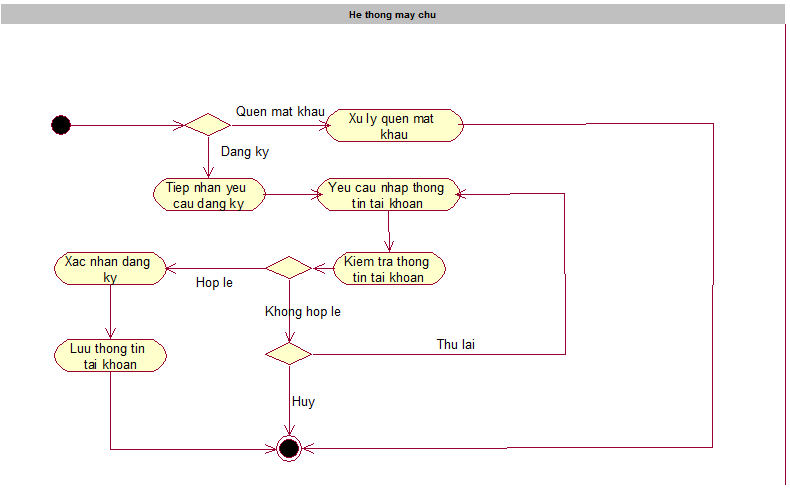 He thong may chu
Quen mat khau
Xu ly quen mat
khau
Dang ky
Tiep nhan yeu
cau dang ky
Yeu cau nhap thong
tin tai khoan
Xac nhan dang
ky
Hop le
Kiem tra thong
tin tai khoan
Khong hop le
Luu thong tin
tai khoan
Thu lai
Huy